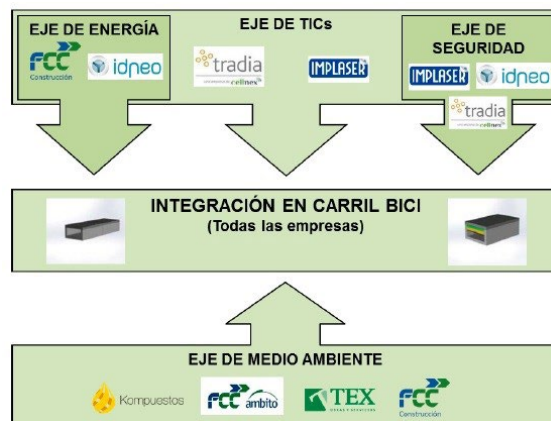 EJE DE ENERGÍA
FCC
Construcción
idneo
EJE DE TICs
tradia
cellnex
IMPLASER
EJE DE
SEGURIDAD
IMPLASER
idneo
tradia
cellnex
INTEGRACIÓN EN CARRIL BICI
(Todas las empresas)
EJE DE MEDIO AMBIENTE
Kompuestos
FCC
ámbito
TEX
FCC
Construcción